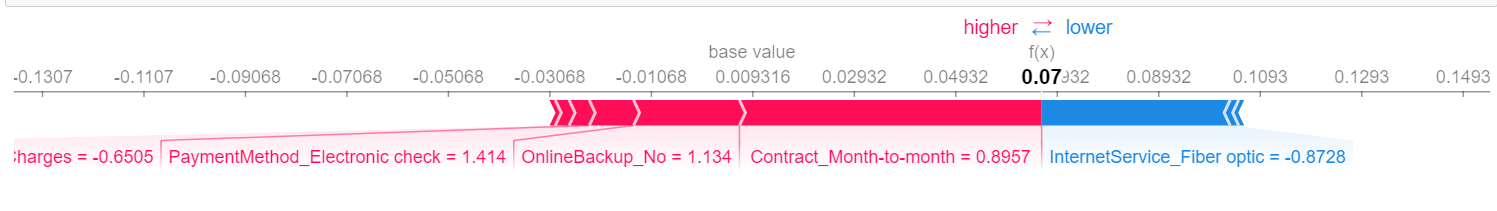 higher ⇄ lower
base value f(x)
-0.1307 -0.1107 -0.09068 -0.07068 -0.05068 -0.03068 -0.01068 0.009316 0.02932 0.04932 0.07 932 0.08932 0.1093 0.1293 0.1493
harges = -0.6505 PaymentMethod_Electronic check = 1.414 OnlineBackup_No = 1.134 Contract_Month-to-month = 0.8957 InternetService_Fiber optic = -0.8728